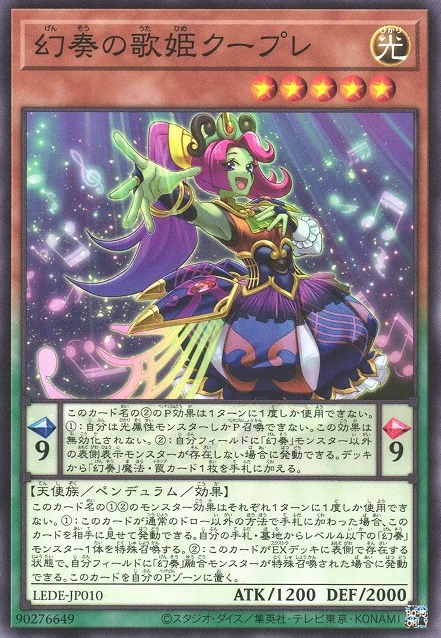 幻奏の歌姫クープレ
光
このカード名の②のP効果は1ターンに1度しか使用できない。
①：自分は光属性モンスターしかP召喚できない。この効果は
無効化されない。②：自分フィールドに「幻奏」モンスター以外
の表側表示モンスターが存在しない場合に発動できる。デッキ
から「幻奏」魔法・罠カード1枚を手札に加える。
9
9
【天使族／ペンデュラム／効果】
このカード名の①②のモンスター効果はそれぞれ1ターンに1度しか使用でき
ない。①：このカードが通常のドロー以外の方法で手札に加わった場合、このカー
ドを相手に見せて発動できる。自分の手札・墓地からレベル4以下の「幻奏」
モンスター1体を特殊召喚する。②：このカードがEXデッキに表側で存在する
状態で、自分フィールドに「幻奏」融合モンスターが特殊召喚された場合に発動で
きる。このカードを自分のPゾーンに置く。
ATK/1200 DEF/2000
LEDE-JP010
90276649
©スタジオ・ダイス／集英社・テレビ東京・KONAMI